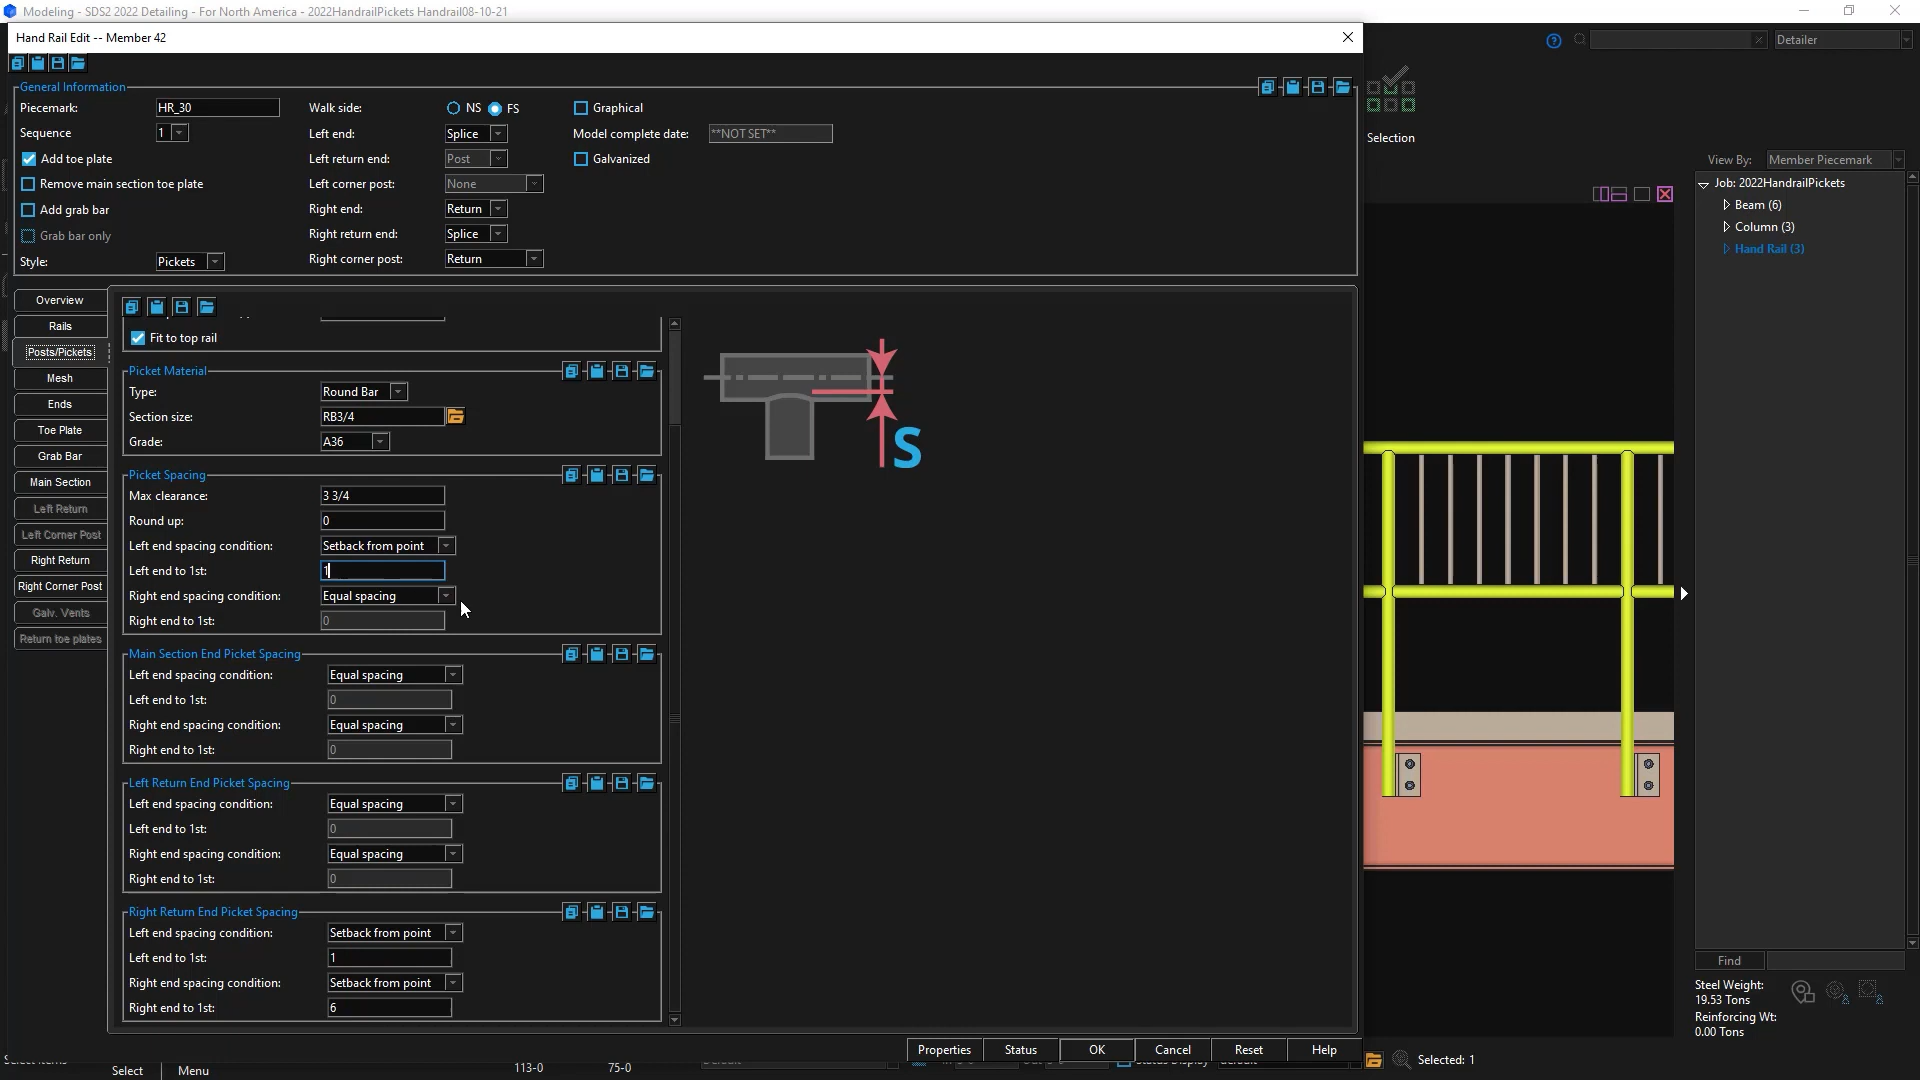 Modeling - SDS2 2022 Detailing - For North America - 2022HandrailPickets Handrail08-10-21
Hand Rail Edit -- Member 42
General Information
Piecemark: HR_30
Sequence 1
Add toe plate
Remove main section toe plate
Add grab bar
Grab bar only
Style: Pickets
Walk side: NS FS
Left end: Splice
Left return end: Post
Left corner post: None
Right end: Return
Right return end: Splice
Right corner post: Return
Graphical
Model complete date: **NOT SET**
Galvanized
Overview
Rails
Posts/Pickets
Mesh
Ends
Toe Plate
Grab Bar
Main Section
Left Return
Left Corner Post
Right Return
Right Corner Post
Galv. Vents
Return toe plates
Fit to top rail
Picket Material
Type: Round Bar
Section size: RB3/4
Grade: A36
Picket Spacing
Max clearance: 3 3/4
Round up: 0
Left end spacing condition: Setback from point
Left end to 1st: 1
Right end spacing condition: Equal spacing
Right end to 1st: 0
Main Section End Picket Spacing
Left end spacing condition: Equal spacing
Left end to 1st: 0
Right end spacing condition: Equal spacing
Right end to 1st: 0
Left Return End Picket Spacing
Left end spacing condition: Equal spacing
Left end to 1st: 0
Right end spacing condition: Equal spacing
Right end to 1st: 0
Right Return End Picket Spacing
Left end spacing condition: Setback from point
Left end to 1st: 1
Right end spacing condition: Setback from point
Right end to 1st: 6
S
Properties Status OK Cancel Reset Help
Detailer
Selection
View By: Member Piecemark
Job: 2022HandrailPickets
Beam (6)
Column (3)
Hand Rail (3)
Find
Steel Weight:
19.53 Tons
Reinforcing Wt:
0.00 Tons
Select Menu 113-0 75-0 Selected: 1